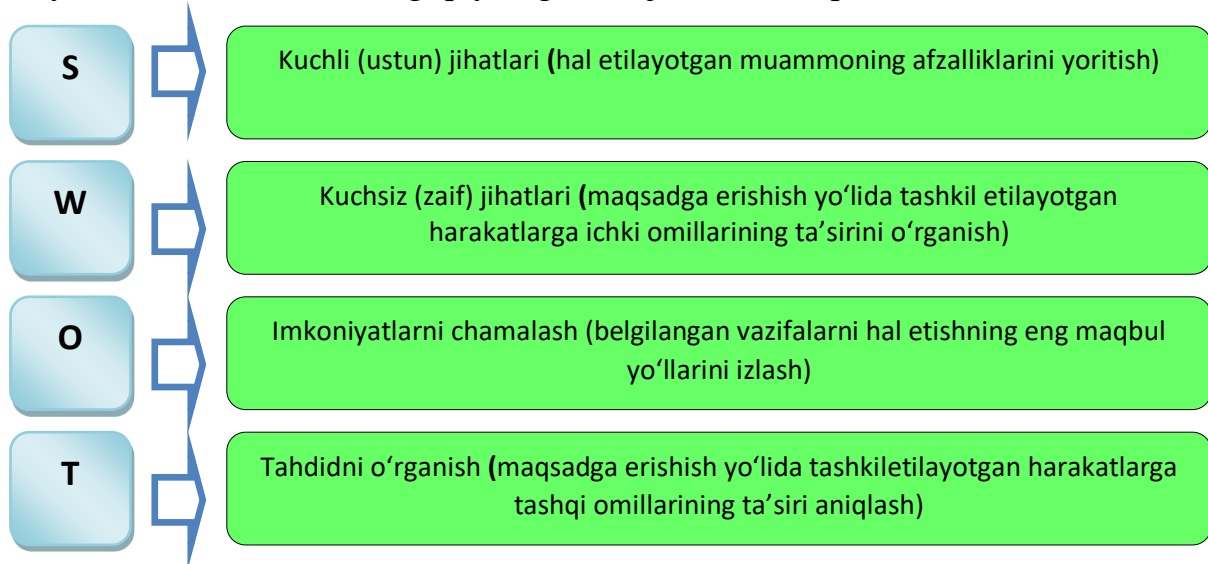 S
Kuchli (ustun) jihatlari (hal etilayotgan muammoning afzalliklarini yoritish)
W
Kuchsiz (zaif) jihatlari (maqsadga erishish yo‘lida tashkil etilayotgan
harakatlarga ichki omillarining ta’sirini o‘rganish)
O
Imkoniyatlarni chamalash (belgilangan vazifalarni hal etishning eng maqbul
yo‘llarini izlash)
T
Tahdidni o‘rganish (maqsadga erishish yo‘lida tashkiletilayotgan harakatlarga
tashqi omillarining ta’siri aniqlash)